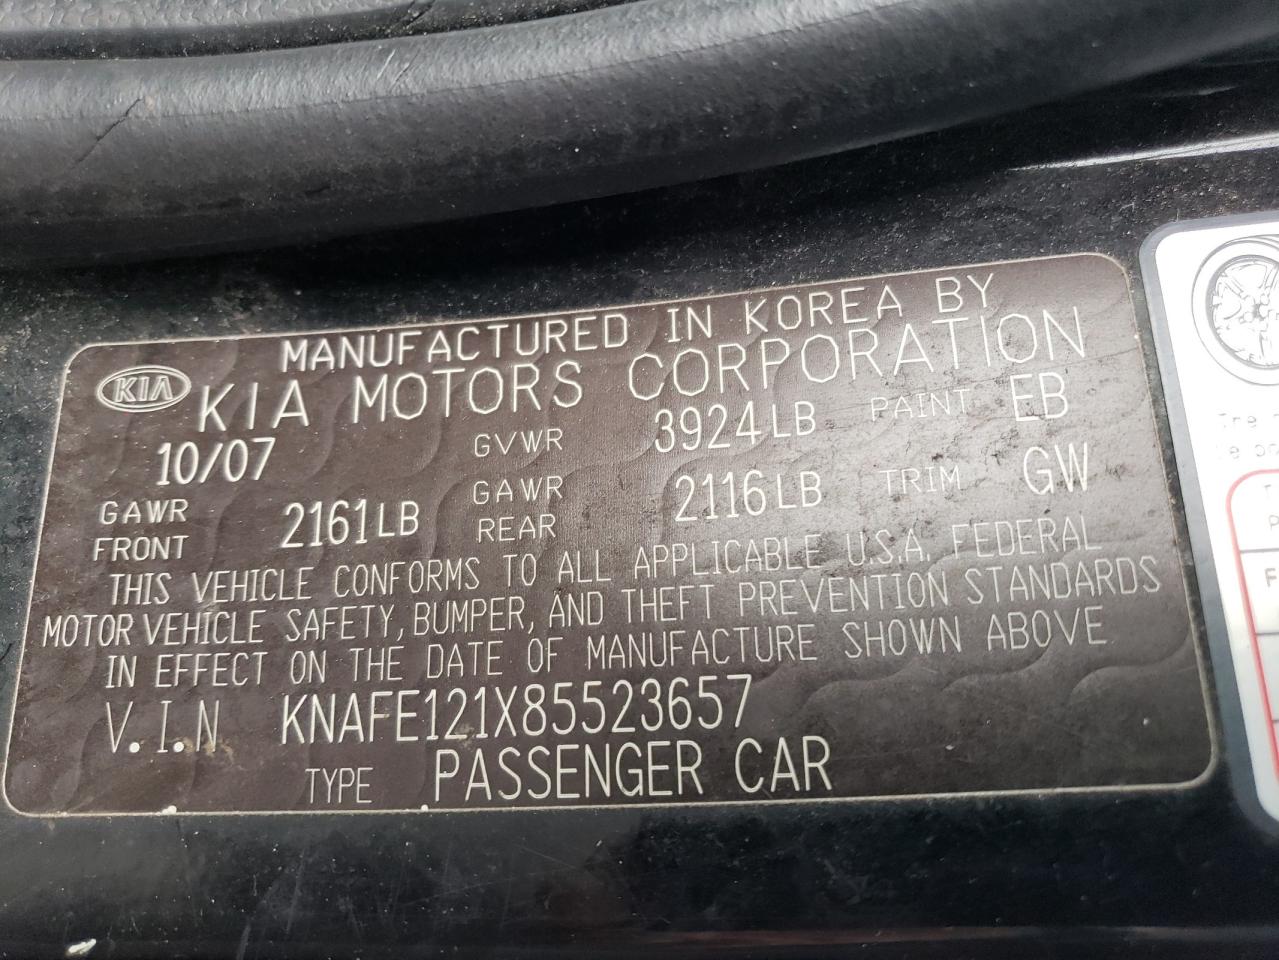 MANUFACTURED IN KOREA BY
KIA KIA MOTORS CORPORATION
10/07 GVWR 3924LB PAINT EB
GAWR FRONT 2161LB GAWR REAR 2116LB TRIM GW
THIS VEHICLE CONFORMS TO ALL APPLICABLE U.S.A. FEDERAL
MOTOR VEHICLE SAFETY, BUMPER, AND THEFT PREVENTION STANDARDS
IN EFFECT ON THE DATE OF MANUFACTURE SHOWN ABOVE
V.I.N KNAFE121X85523657
TYPE PASSENGER CAR